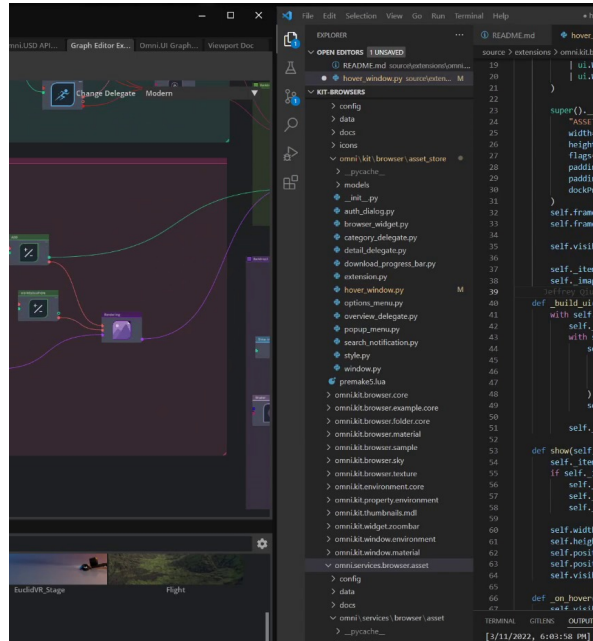 mni.USD API...
Graph Editor Ex...
Omni.UI Graph...
Viewport Doc
Change Delegate Modern
EuclidVR_Stage
Flight
File Edit Selection View Go Run Terminal Help
EXPLORER
OPEN EDITORS 1 UNSAVED
README.md source\extensions\omni...
hover_window.py source\exten... M
KIT-BROWSERS
config
data
docs
icons
omni\kit\browser\asset_store
__pycache__
models
__init__.py
auth_dialog.py
browser_widget.py
category_delegate.py
detail_delegate.py
download_progress_bar.py
extension.py
hover_window.py M
options_menu.py
overview_delegate.py
popup_menu.py
search_notification.py
style.py
window.py
premake5.lua
omni.kit.browser.core
omni.kit.browser.example.core
omni.kit.browser.folder.core
omni.kit.browser.material
omni.kit.browser.sample
omni.kit.browser.sky
omni.kit.browser.texture
omni.kit.environment.core
omni.kit.property.environment
omni.kit.thumbnails.mdl
omni.kit.widget.zoombar
omni.kit.window.environment
omni.kit.window.material
omni.services.browser.asset
config
data
docs
omni\services\browser\asset
__pycache__
README.md hover_
source > extensions > omni.kit.b
19 | ui.
20 | ui.
21 )
22
23 super().
24 "ASSE
25 width
26 heigh
27 flags
28 paddi
29 paddi
30 dockP
31 )
32 self.frame
33 self.frame
34
35 self.visi
36
37 self._ite
38 self._ima
39
40 def _build_ui
41 with self
42 self.
43 with
44 se
45
46
47
48 )
49 se
50
51 self.
52
53 def show(self
54 self._ite
55 if self._
56 self.
57 self.
58 self.
59
60 self.widt
61 self.heig
62 self.posi
63 self.posi
64 self.visi
65
66 def _on_hover
67 self.visi
TERMINAL GITLENS OUTPUT
[3/11/2022, 6:03:58 PM]